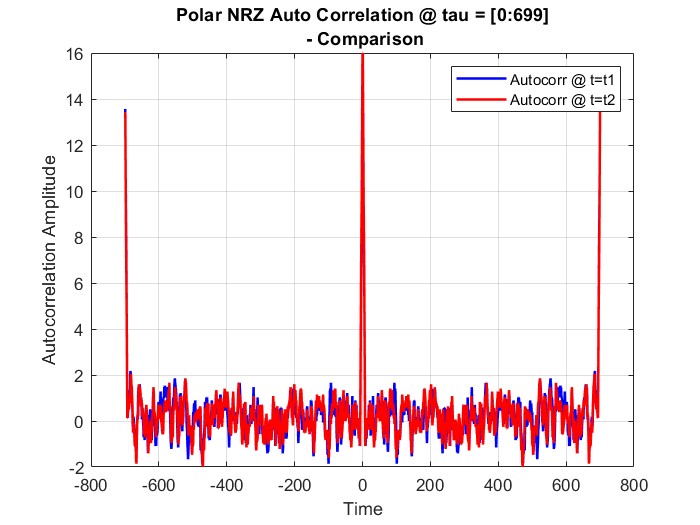 Polar NRZ Auto Correlation @ tau = [0:699]
- Comparison
16
14
12
10
8
6
4
2
0
-2
Autocorrelation Amplitude
Autocorr @ t=t1
Autocorr @ t=t2
-800 -600 -400 -200 0 200 400 600 800
Time